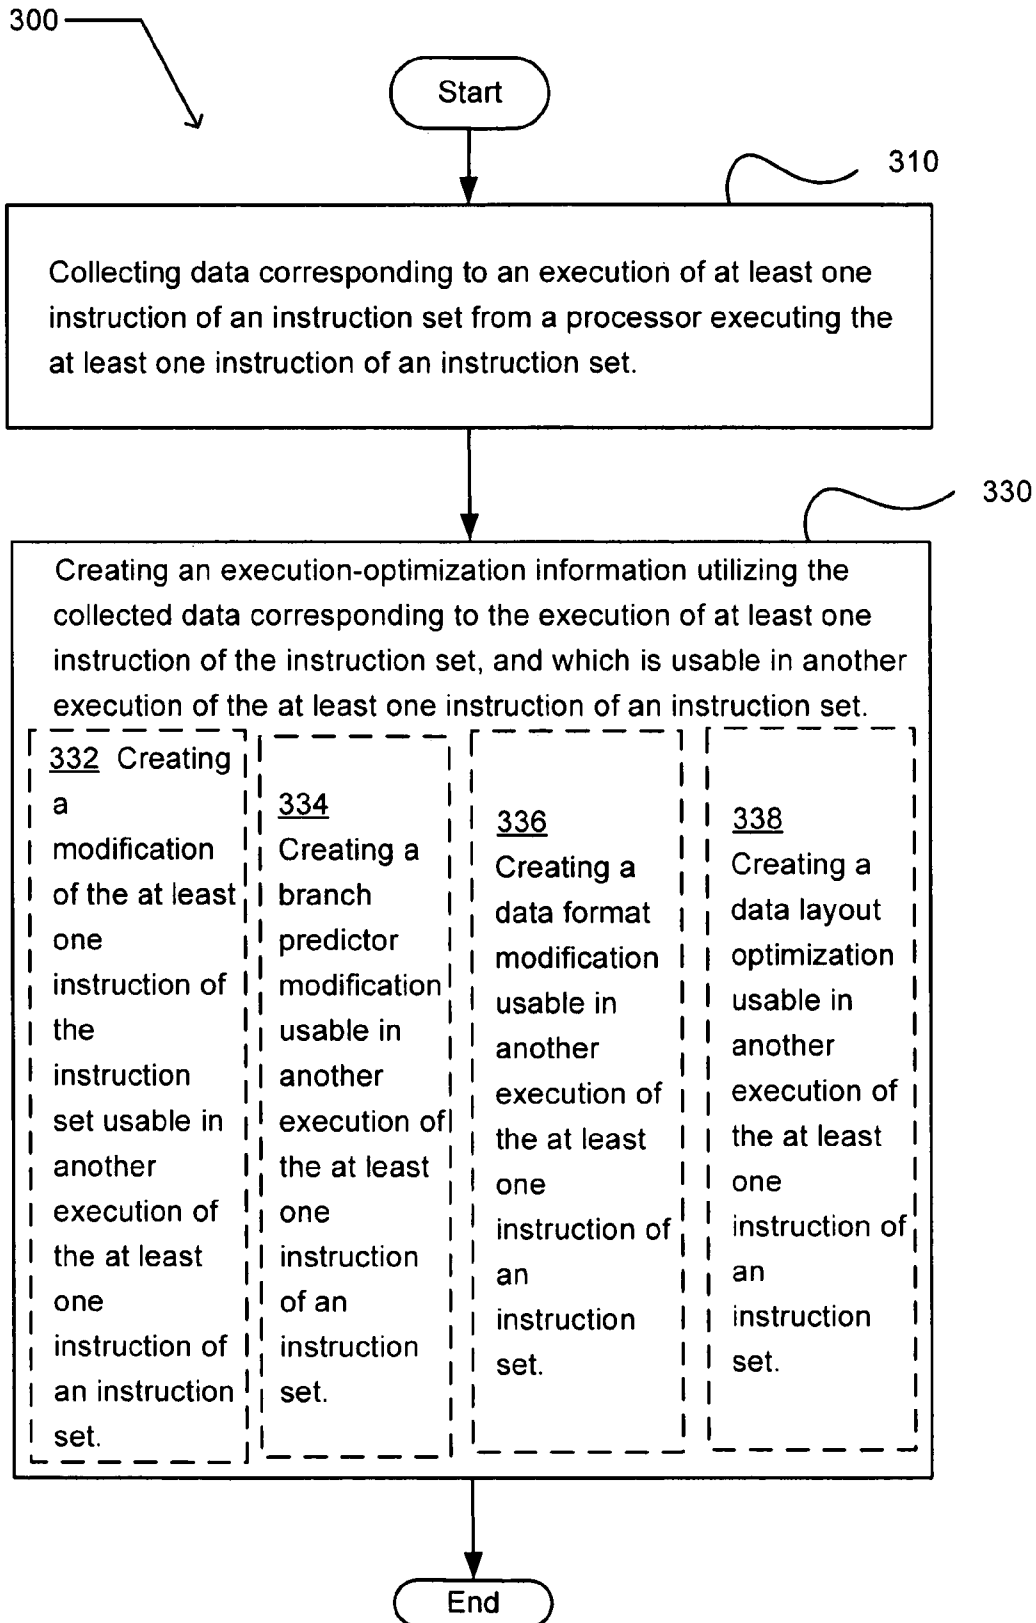 300
Start
310
Collecting data corresponding to an execution of at least one
instruction of an instruction set from a processor executing the
at least one instruction of an instruction set.
330
Creating an execution-optimization information utilizing the
collected data corresponding to the execution of at least one
instruction of the instruction set, and which is usable in another
execution of the at least one instruction of an instruction set.
332 Creating
a
modification
of the at least
one
instruction of
the
instruction
set usable in
another
execution of
the at least
one
instruction of
an instruction
set.
334
Creating a
branch
predictor
modification
usable in
another
execution of
the at least
one
instruction
of an
instruction
set.
336
Creating a
data format
modification
usable in
another
execution of
the at least
one
instruction of
an
instruction
set.
338
Creating a
data layout
optimization
usable in
another
execution of
the at least
one
instruction of
an
instruction
set.
End